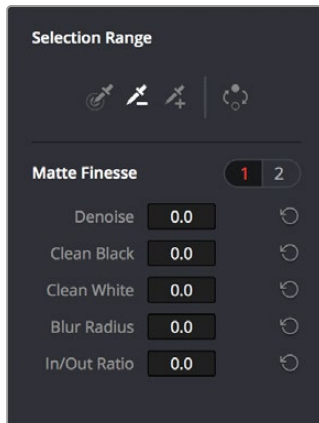 Selection Range
Matte Finesse 1 2
Denoise 0.0
Clean Black 0.0
Clean White 0.0
Blur Radius 0.0
In/Out Ratio 0.0